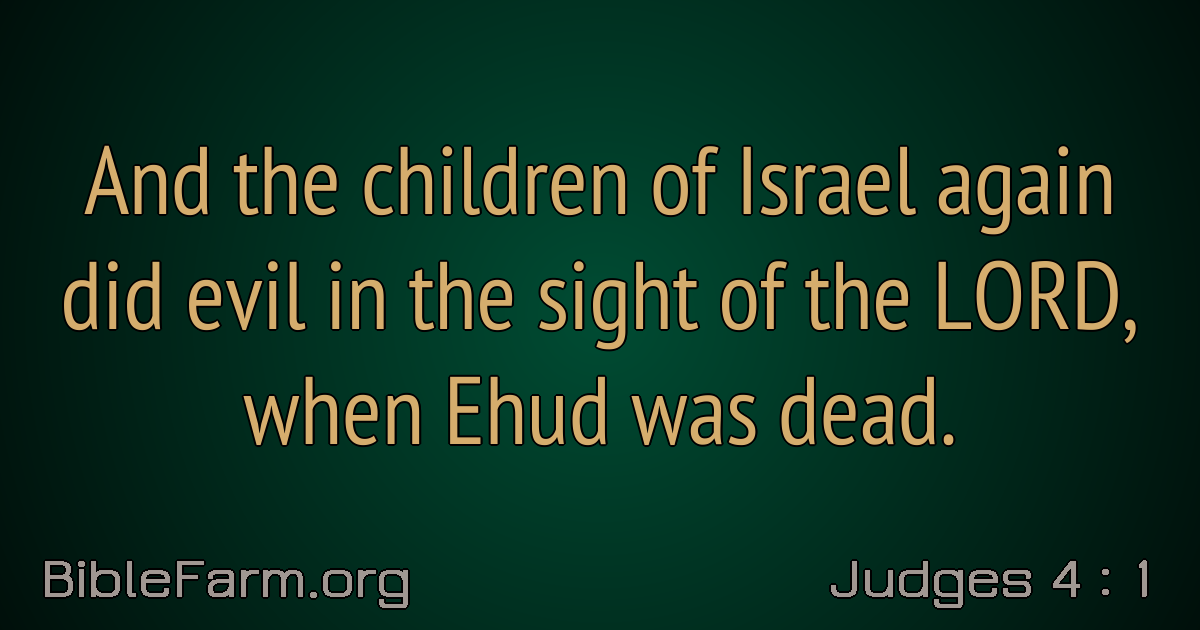 And the children of Israel again
did evil in the sight of the LORD,
when Ehud was dead.
BibleFarm.org
Judges 4 : 1